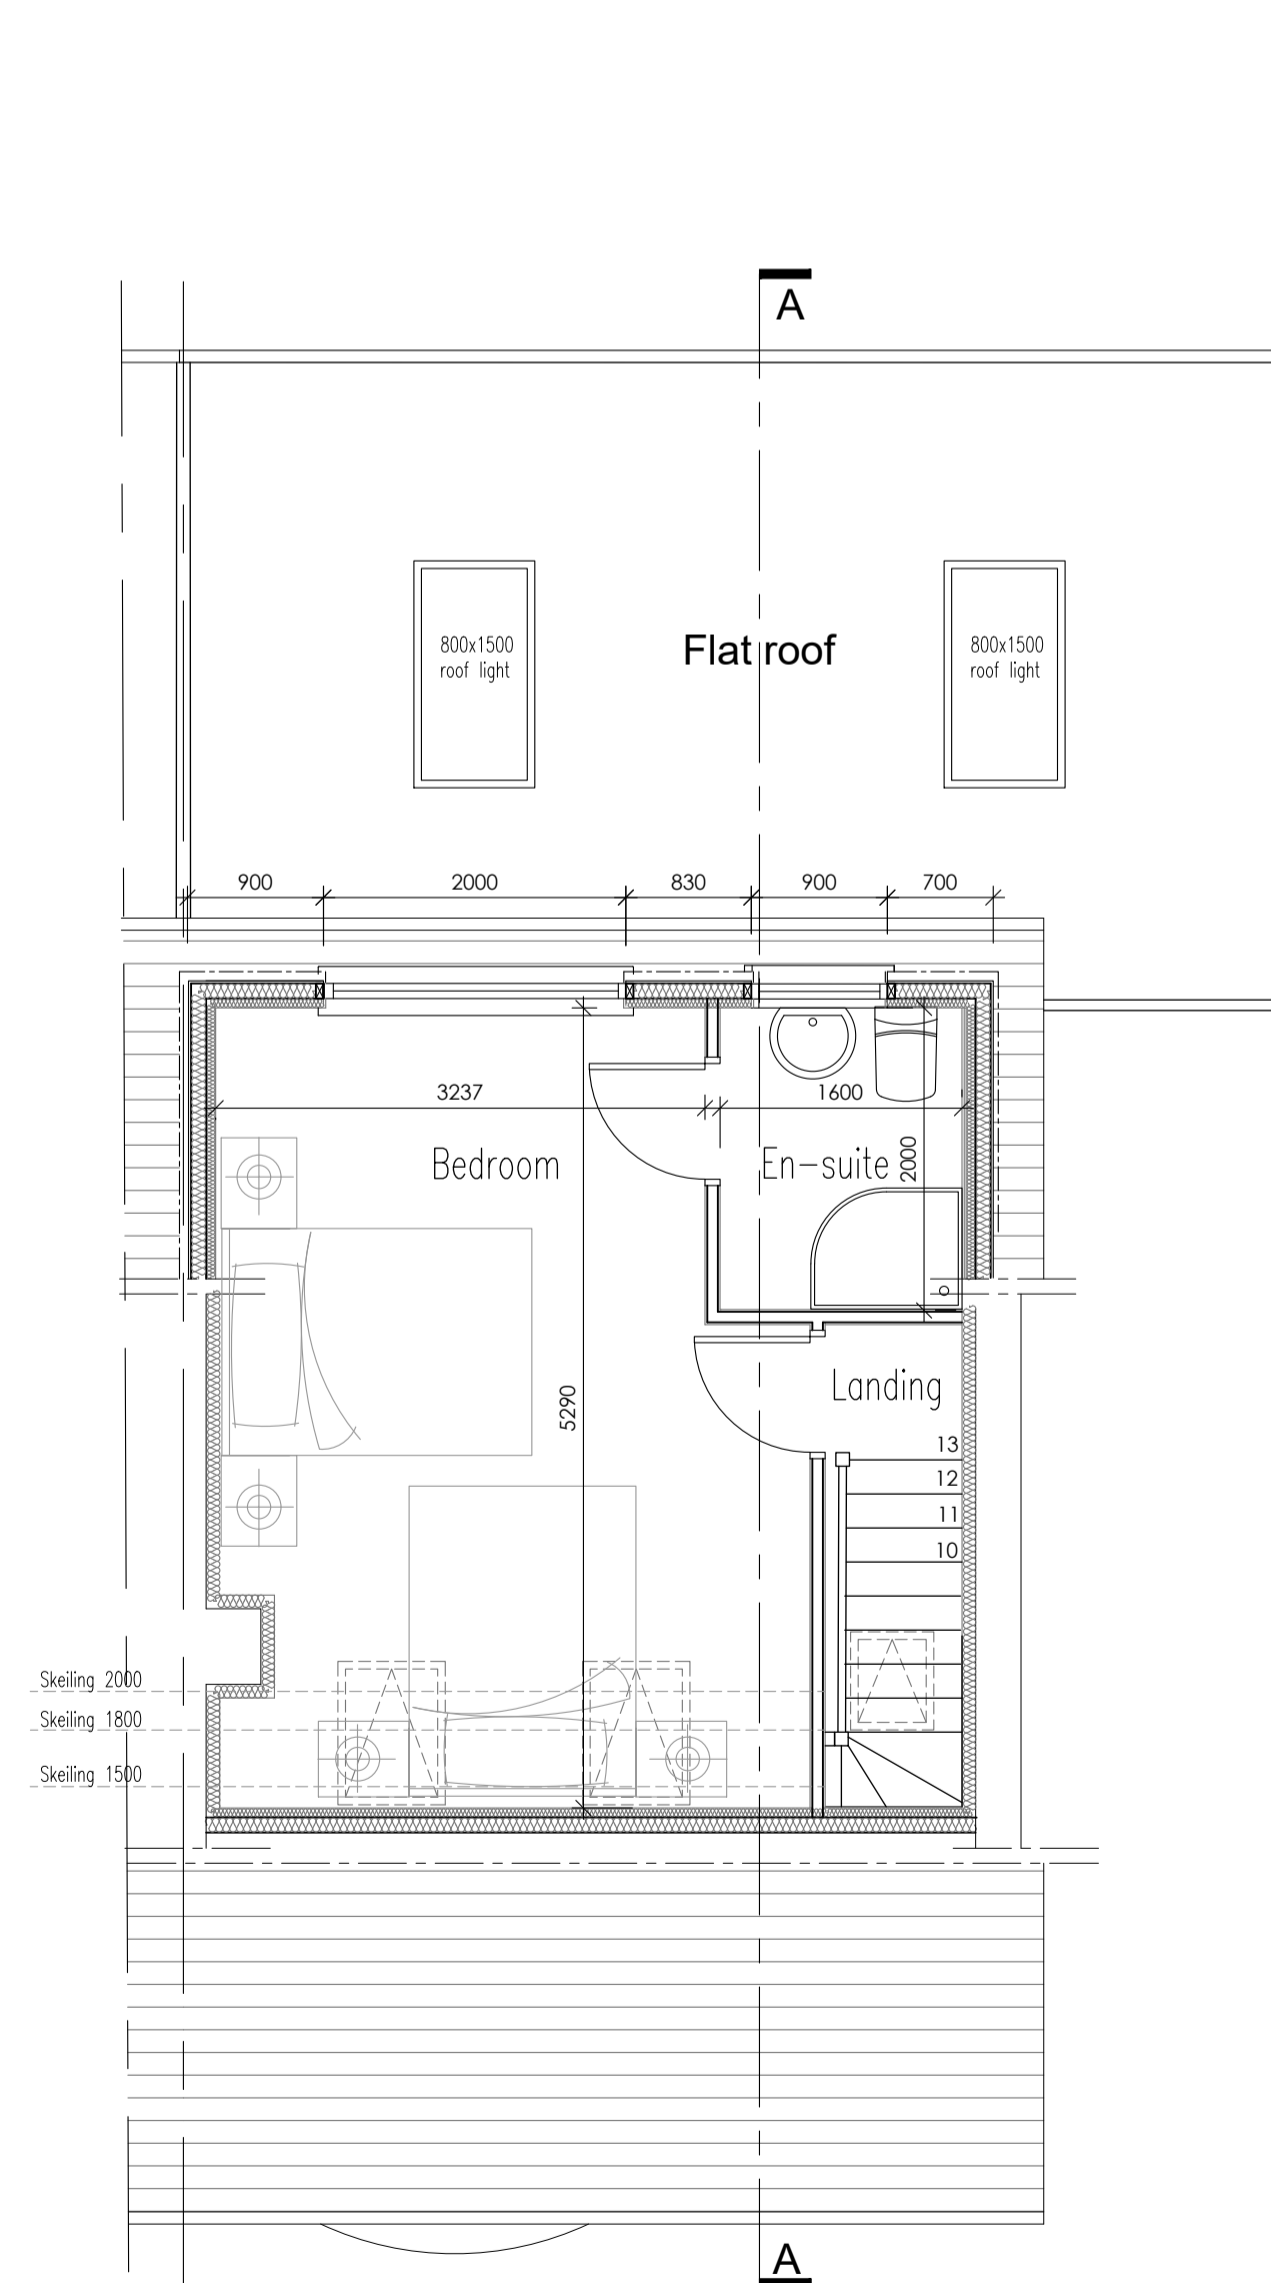 A
800x1500
roof light
Flat roof
800x1500
roof light
900
2000
830
900
700
3237
1600
Bedroom
En-suite
2000
5290
Landing
13
12
11
10
Skeiling 2000
Skeiling 1800
Skeiling 1500
A